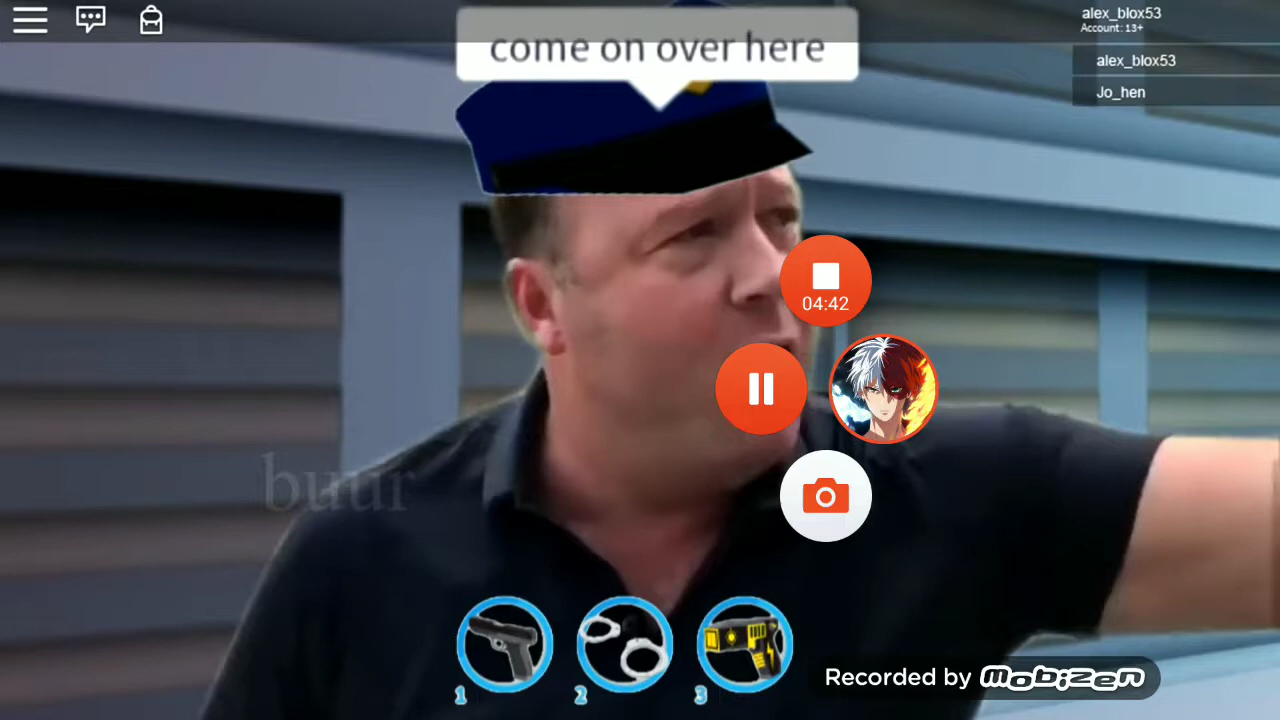 come on over here
alex_blox53
Account: 13+
alex_blox53
Jo_hen
04:42
buur
1
2
3
Recorded by mobizen